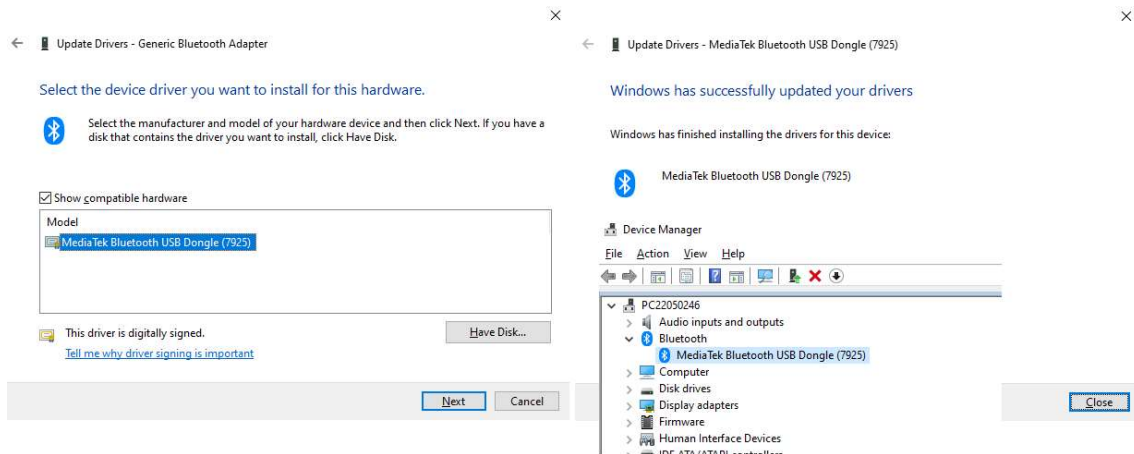 Update Drivers - Generic Bluetooth Adapter
Select the device driver you want to install for this hardware.
Select the manufacturer and model of your hardware device and then click Next. If you have a
disk that contains the driver you want to install, click Have Disk.
Show compatible hardware
Model
MediaTek Bluetooth USB Dongle (7925)
This driver is digitally signed.
Have Disk...
Tell me why driver signing is important
Next
Cancel
Update Drivers - MediaTek Bluetooth USB Dongle (7925)
Windows has successfully updated your drivers
Windows has finished installing the drivers for this device:
MediaTek Bluetooth USB Dongle (7925)
Device Manager
File Action View Help
PC22050246
Audio inputs and outputs
Bluetooth
MediaTek Bluetooth USB Dongle (7925)
Computer
Disk drives
Display adapters
Firmware
Human Interface Devices
IDE ATA/ATAPI controllers
Close